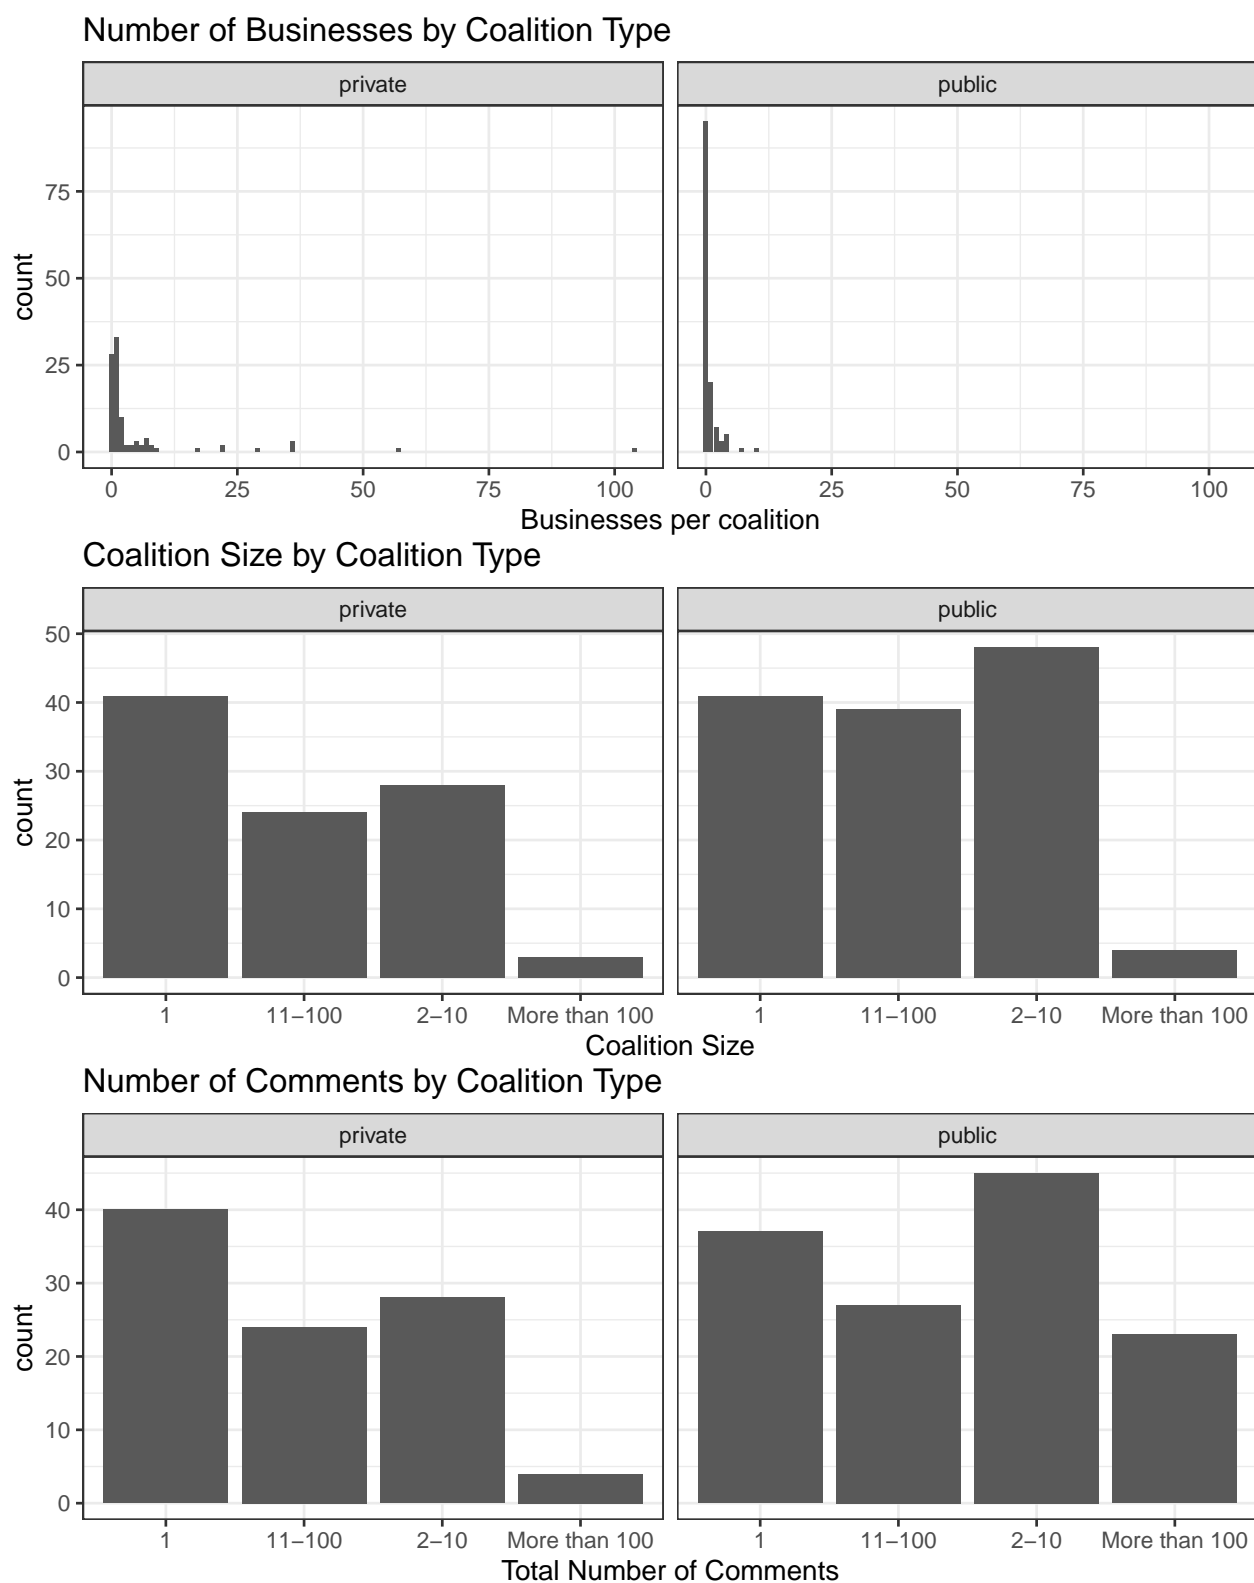 Number of Businesses by Coalition Type
private public
75
50
25
0
count
0 25 50 75 100 0 25 50 75 100
Businesses per coalition
Coalition Size by Coalition Type
private public
50
40
30
20
10
0
count
1 11–100 2–10 More than 100 1 11–100 2–10 More than 100
Coalition Size
Number of Comments by Coalition Type
private public
40
30
20
10
0
count
1 11–100 2–10 More than 100 1 11–100 2–10 More than 100
Total Number of Comments